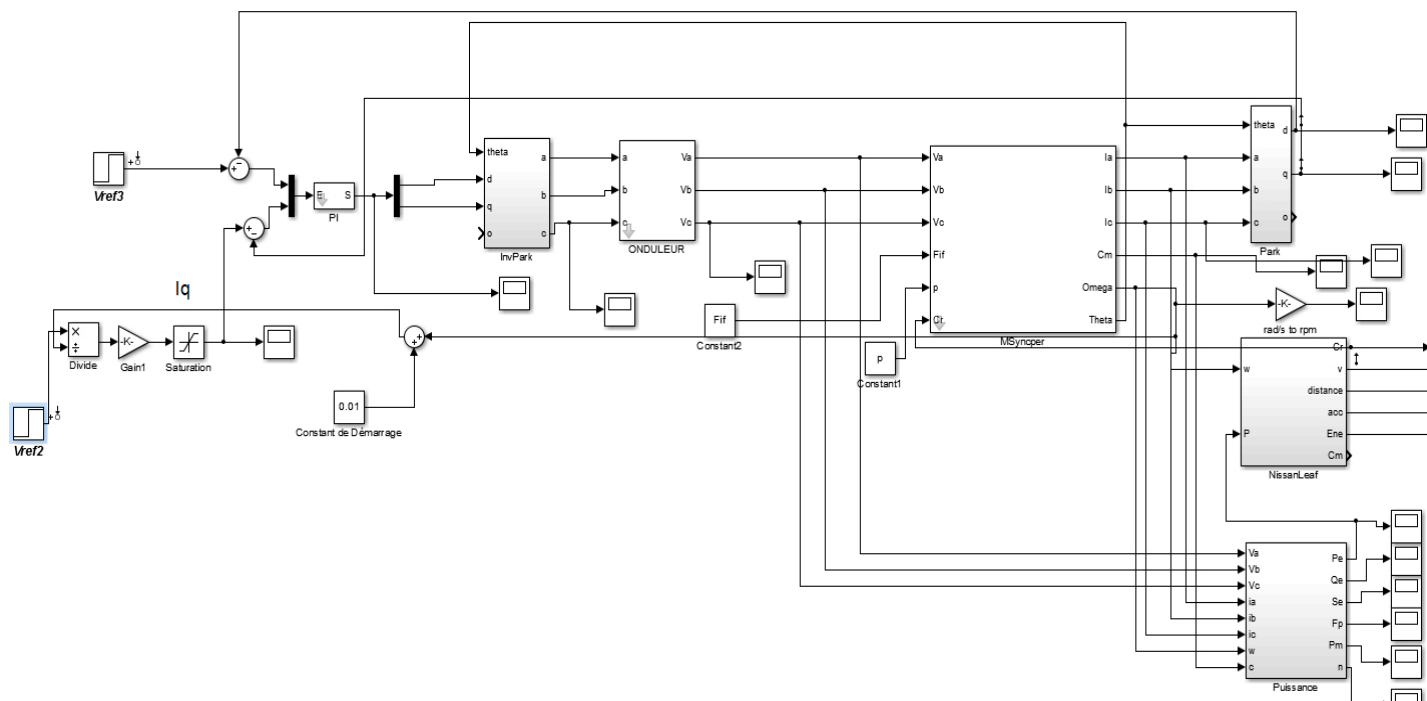 Vref3
+
−
+
−
E S
PI
theta
d
q
o
a
b
c
InvPark
a
b
c
Va
Vb
Vc
ONDULEUR
Va
Vb
Vc
Fif
p
Cr
Ia
Ib
Ic
Cm
Omega
Theta
MSyncper
theta
a
b
c
d
q
o
Park
Iq
×
÷
Divide
-K-
Gain1
Saturation
+
+
0.01
Constant de Démarrage
Vref2
Fif
Constant2
p
Constant1
-K-
rad/s to rpm
w
P
Cr
v
distance
acc
Ene
Cm
NissanLeaf
Va
Vb
Vc
ia
ib
ic
w
c
Pe
Qe
Se
Fp
Pm
n
Puissance